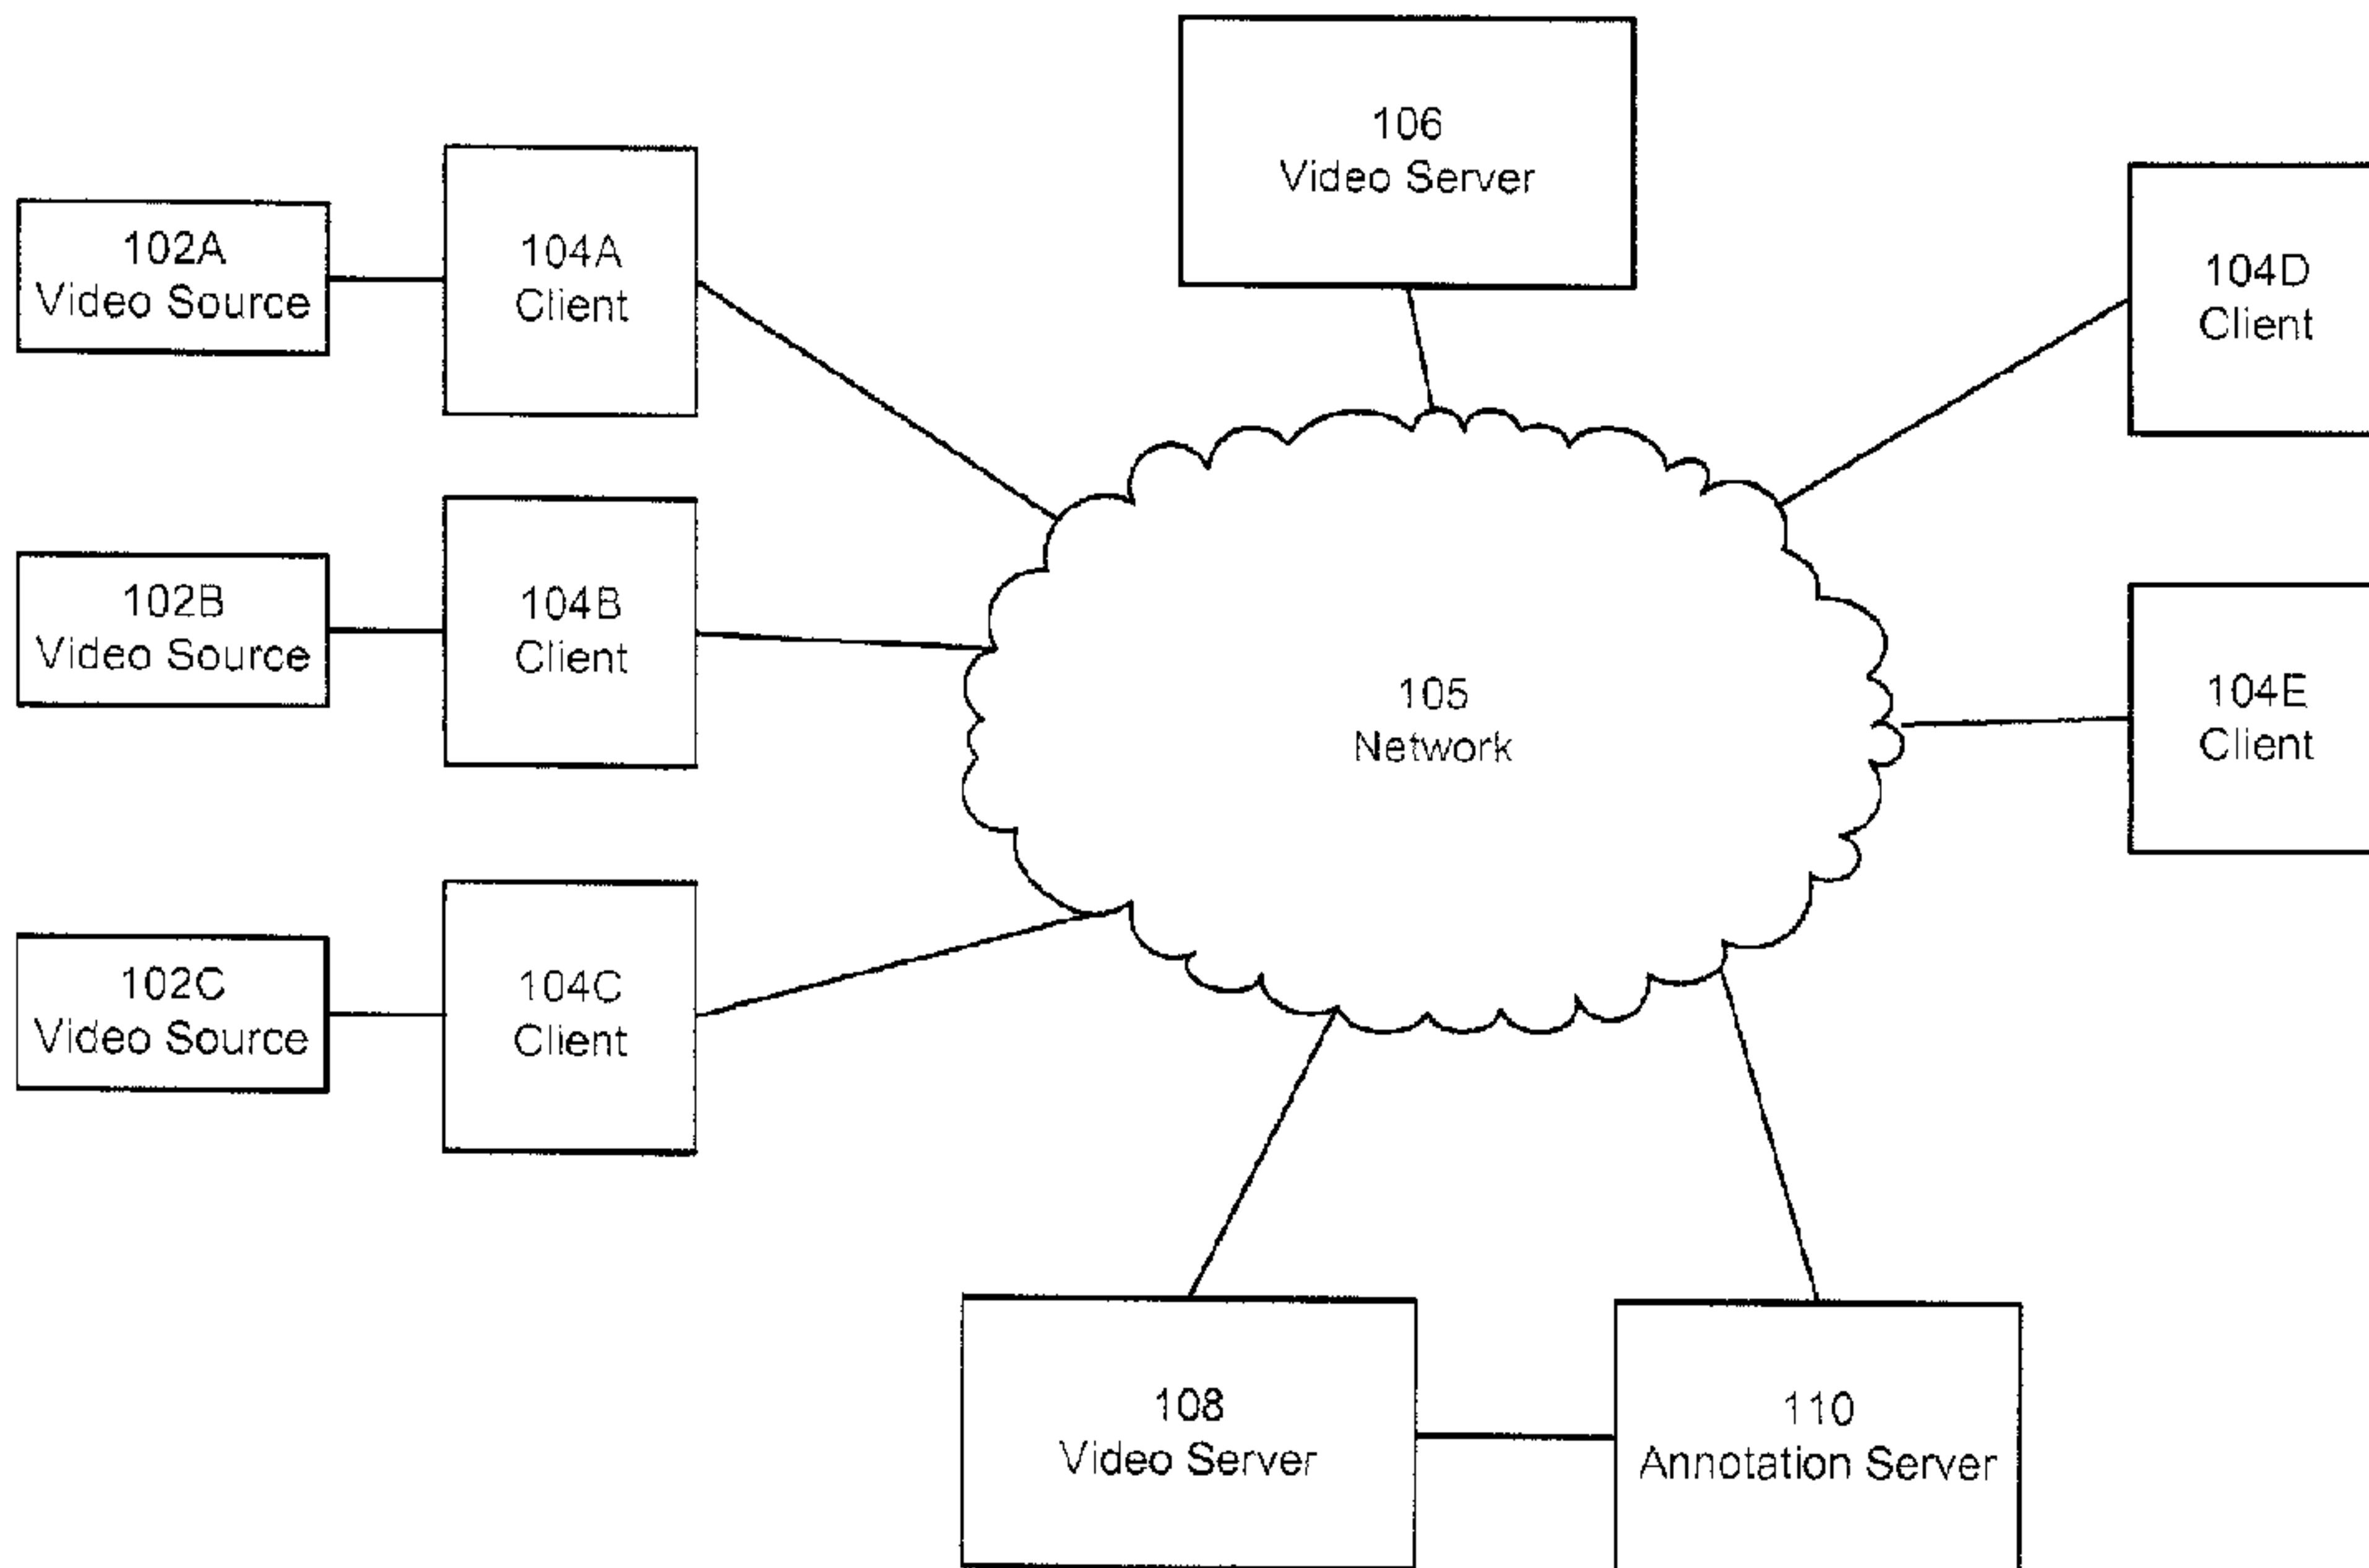 106
Video Server
102A
Video Source
104A
Client
104D
Client
102B
Video Source
104B
Client
105
Network
104E
Client
102C
Video Source
104C
Client
108
Video Server
110
Annotation Server